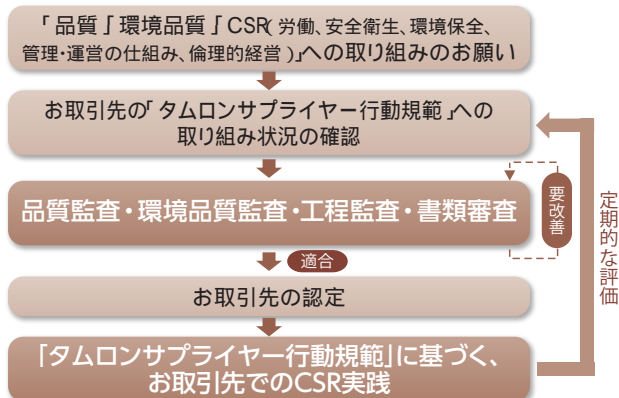 「品質」「環境品質」「CSR(労働、安全衛生、環境保全、
管理・運営の仕組み、倫理的経営)」への取り組みのお願い
お取引先の「タムロンサプライヤー行動規範」への
取り組み状況の確認
品質監査・環境品質監査・工程監査・書類審査
要改善
適合
お取引先の認定
「タムロンサプライヤー行動規範」に基づく、
お取引先でのCSR実践
定期的な評価